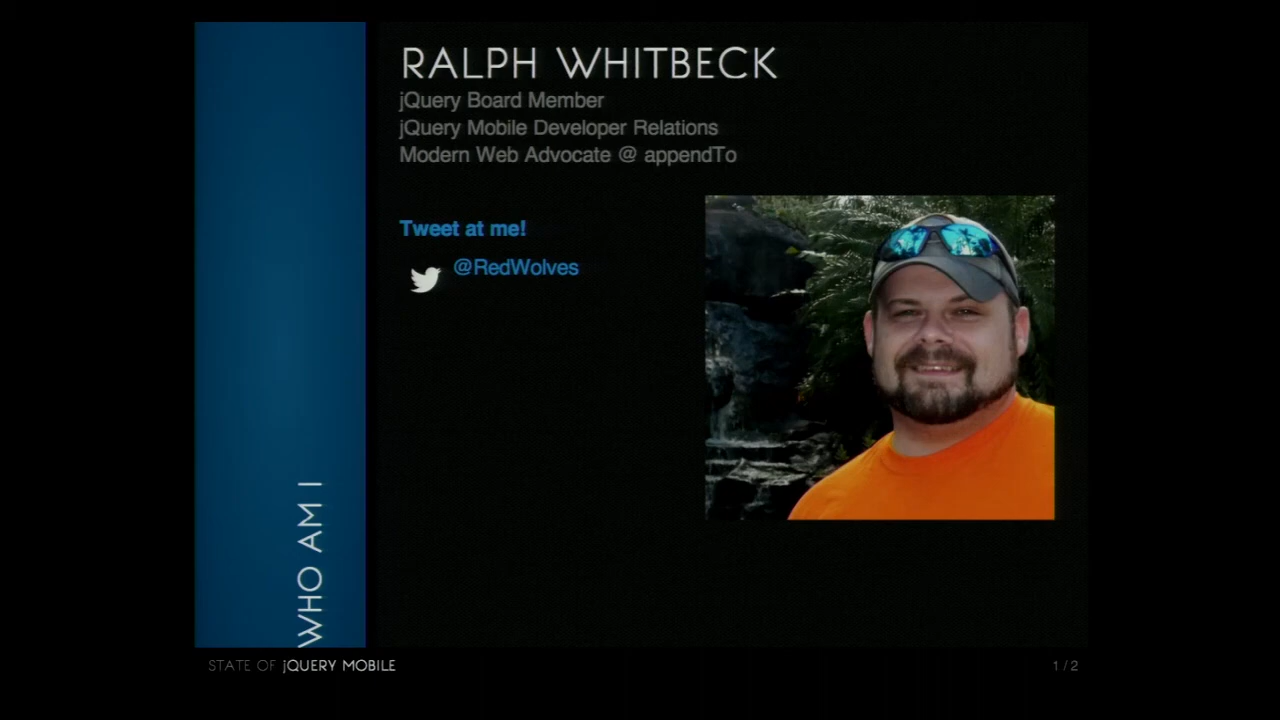 RALPH WHITBECK
jQuery Board Member
jQuery Mobile Developer Relations
Modern Web Advocate @ appendTo
Tweet at me!
@RedWolves
WHO AM I
STATE OF jQUERY MOBILE
1 / 2